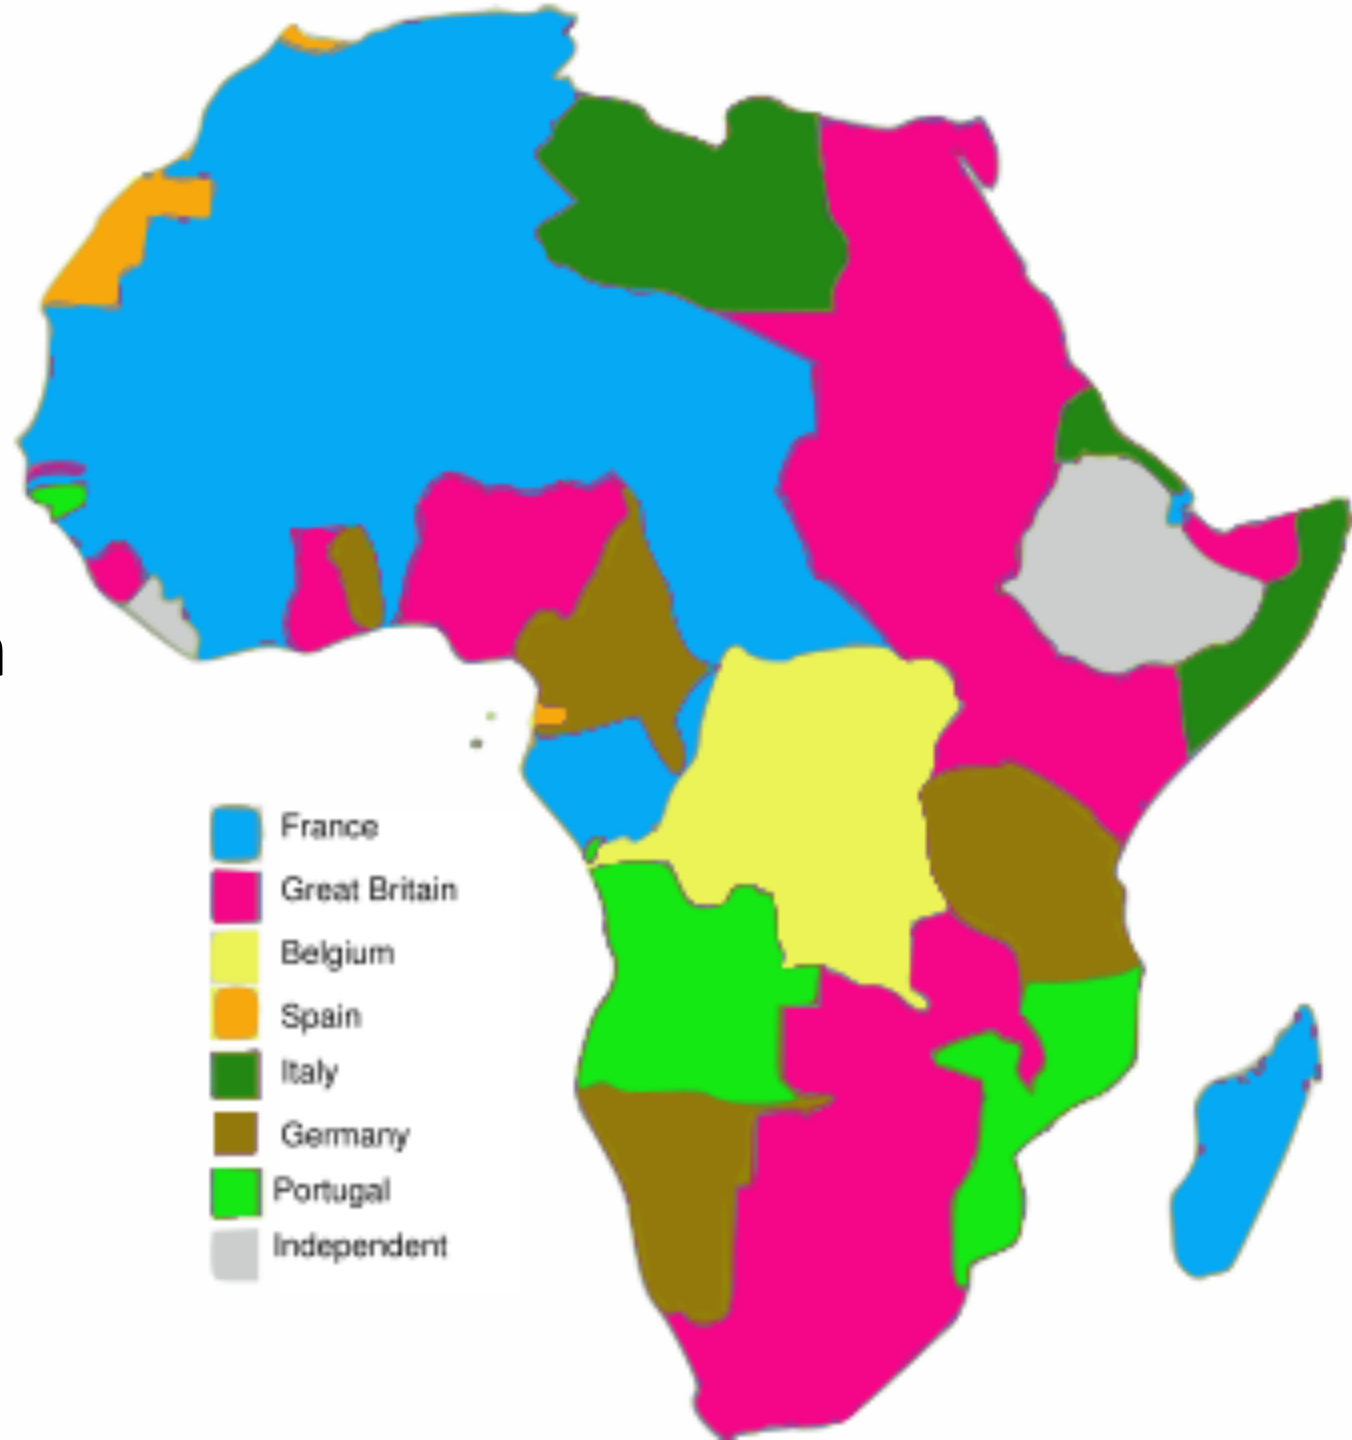 France
Great Britain
Belgium
Spain
Italy
Germany
Portugal
Independent